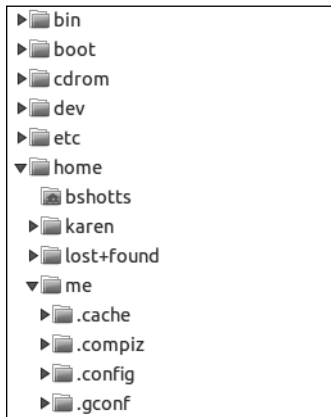 bin
boot
cdrom
dev
etc
home
bshotts
karen
lost+found
me
.cache
.compiz
.config
.gconf